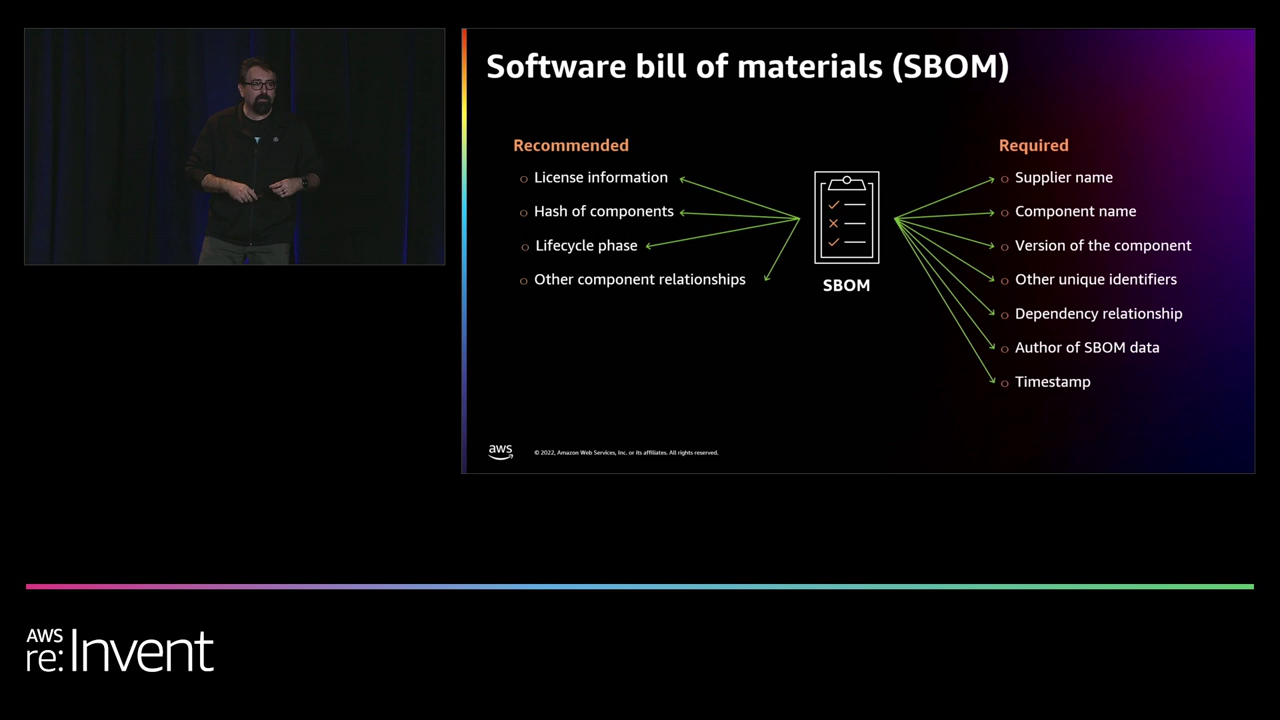 Software bill of materials (SBOM)
Recommended
License information
Hash of components
Lifecycle phase
Other component relationships
SBOM
Required
Supplier name
Component name
Version of the component
Other unique identifiers
Dependency relationship
Author of SBOM data
Timestamp
aws
© 2022, Amazon Web Services, Inc. or its affiliates. All rights reserved.
AWS
re:Invent